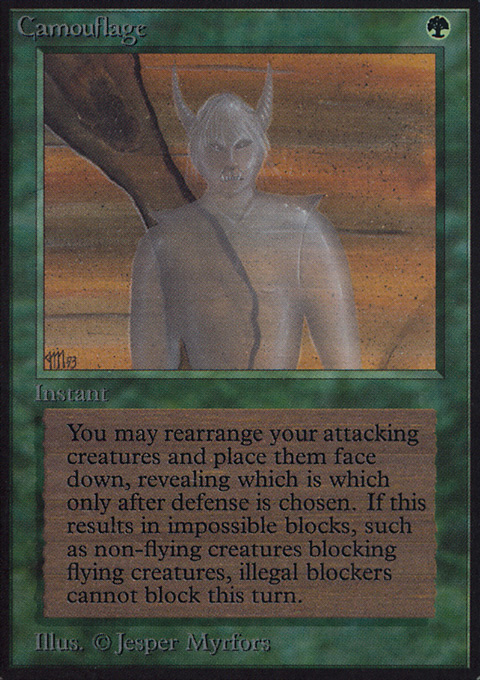 Camouflage
Instant
You may rearrange your attacking
creatures and place them face
down, revealing which is which
only after defense is chosen. If this
results in impossible blocks, such
as non-flying creatures blocking
flying creatures, illegal blockers
cannot block this turn.
Illus. © Jesper Myrfors